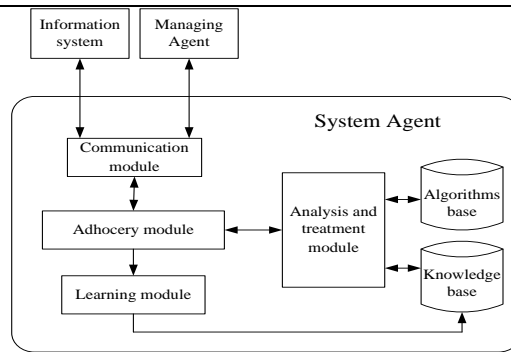 Information
system
Managing
Agent
System Agent
Communication
module
Adhocery module
Analysis and
treatment
module
Algorithms
base
Learning module
Knowledge
base